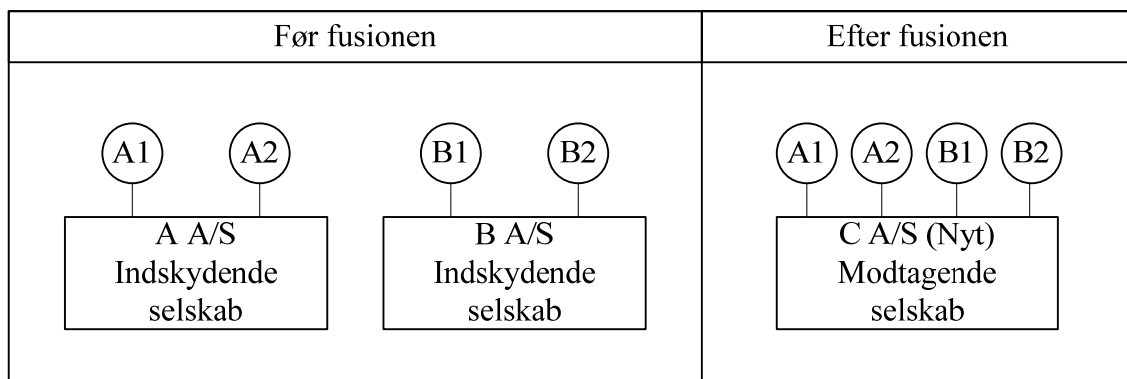 Før fusionen
Efter fusionen
A1
A2
B1
B2
A1
A2
B1
B2
A A/S
Indskydende
selskab
B A/S
Indskydende
selskab
C A/S (Nyt)
Modtagende
selskab